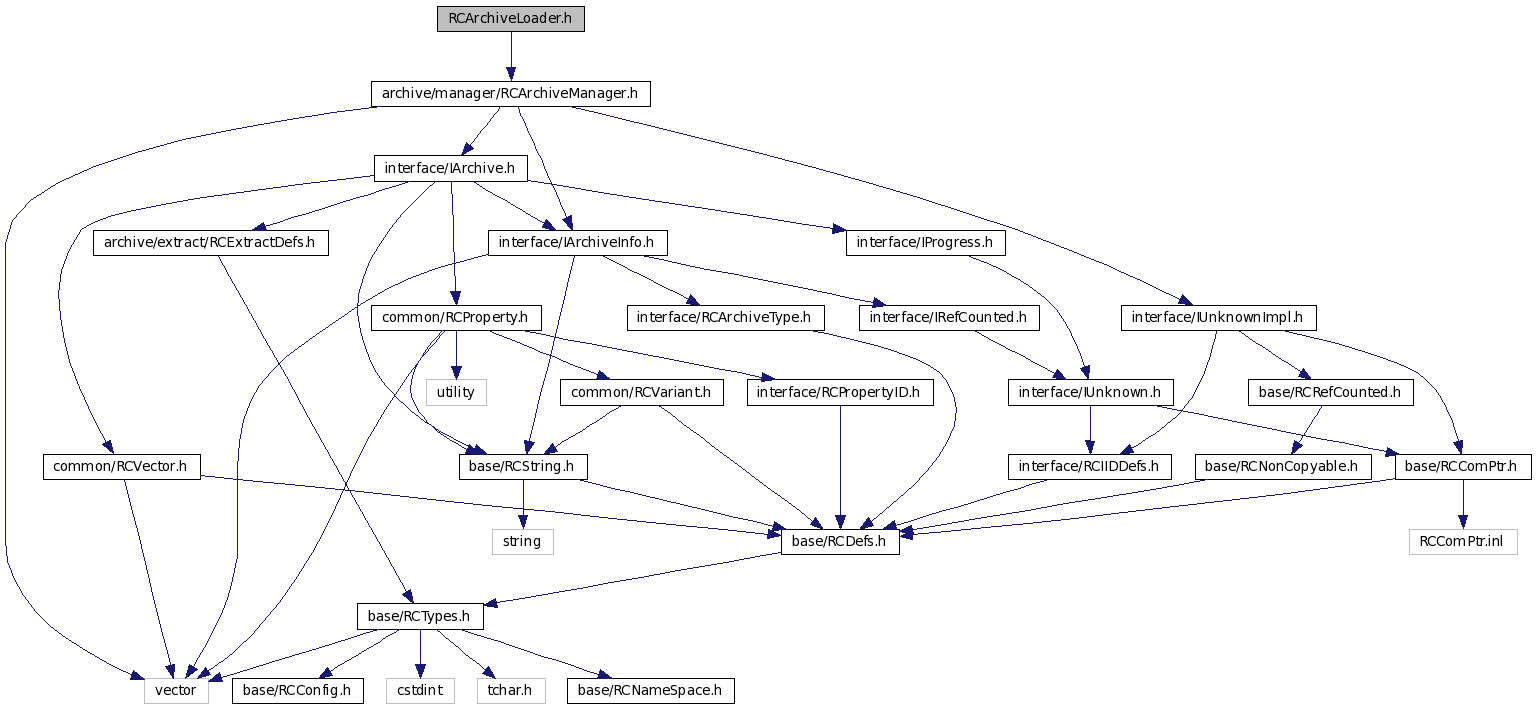 RCArchiveLoader.h
archive/manager/RCArchiveManager.h
interface/IArchive.h
archive/extract/RCExtractDefs.h
interface/IArchiveInfo.h
interface/IProgress.h
common/RCProperty.h
interface/RCArchiveType.h
interface/IRefCounted.h
interface/IUnknownImpl.h
utility
common/RCVariant.h
interface/RCPropertyID.h
interface/IUnknown.h
base/RCRefCounted.h
common/RCVector.h
base/RCString.h
interface/RCIIDDefs.h
base/RCNonCopyable.h
base/RCComPtr.h
string
base/RCDefs.h
RCComPtr.inl
base/RCTypes.h
vector
base/RCConfig.h
cstdint
tchar.h
base/RCNameSpace.h